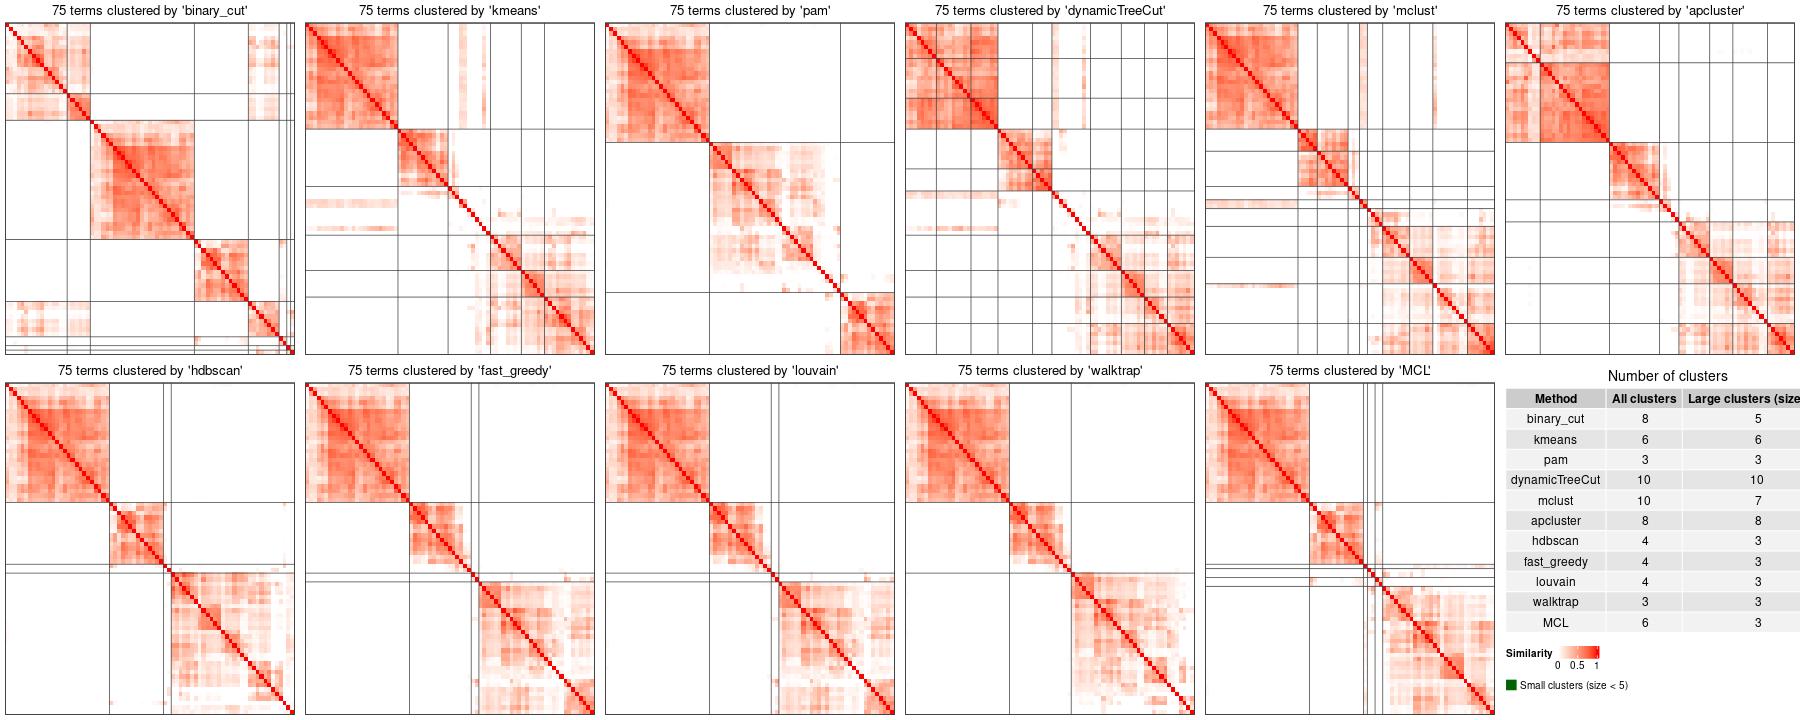 75 terms clustered by 'binary_cut'
75 terms clustered by 'kmeans'
75 terms clustered by 'pam'
75 terms clustered by 'dynamicTreeCut'
75 terms clustered by 'mclust'
75 terms clustered by 'apcluster'
75 terms clustered by 'hdbscan'
75 terms clustered by 'fast_greedy'
75 terms clustered by 'louvain'
75 terms clustered by 'walktrap'
75 terms clustered by 'MCL'
Number of clusters
Method All clusters Large clusters (size
binary_cut 8 5
kmeans 6 6
pam 3 3
dynamicTreeCut 10 10
mclust 10 7
apcluster 8 8
hdbscan 4 3
fast_greedy 4 3
louvain 4 3
walktrap 3 3
MCL 6 3
Similarity
0 0.5 1
Small clusters (size < 5)